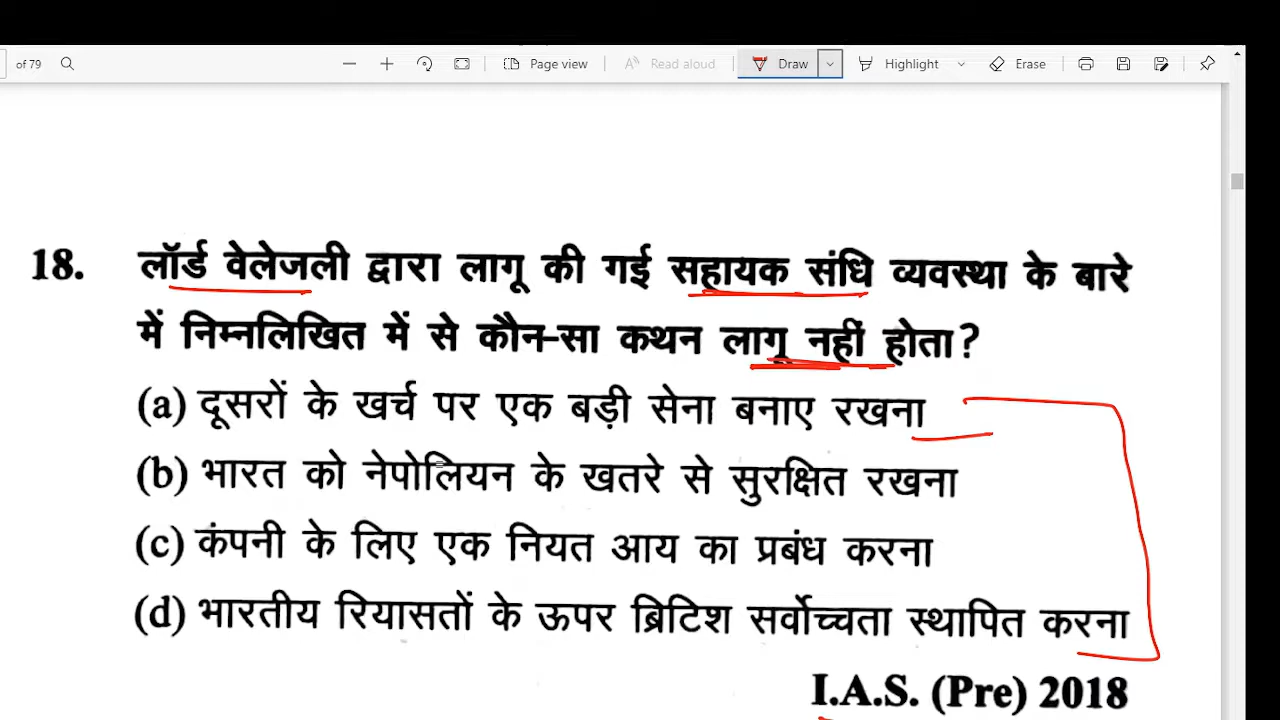 of 79
Page view
Read aloud
Draw
Highlight
Erase
18. लॉर्ड वेलेजली द्वारा लागू की गई सहायक संधि व्यवस्था के बारे
में निम्नलिखित में से कौन-सा कथन लागू नहीं होता?
(a) दूसरों के खर्च पर एक बड़ी सेना बनाए रखना
(b) भारत को नेपोलियन के खतरे से सुरक्षित रखना
(c) कंपनी के लिए एक नियत आय का प्रबंध करना
(d) भारतीय रियासतों के ऊपर ब्रिटिश सर्वोच्चता स्थापित करना
I.A.S. (Pre) 2018